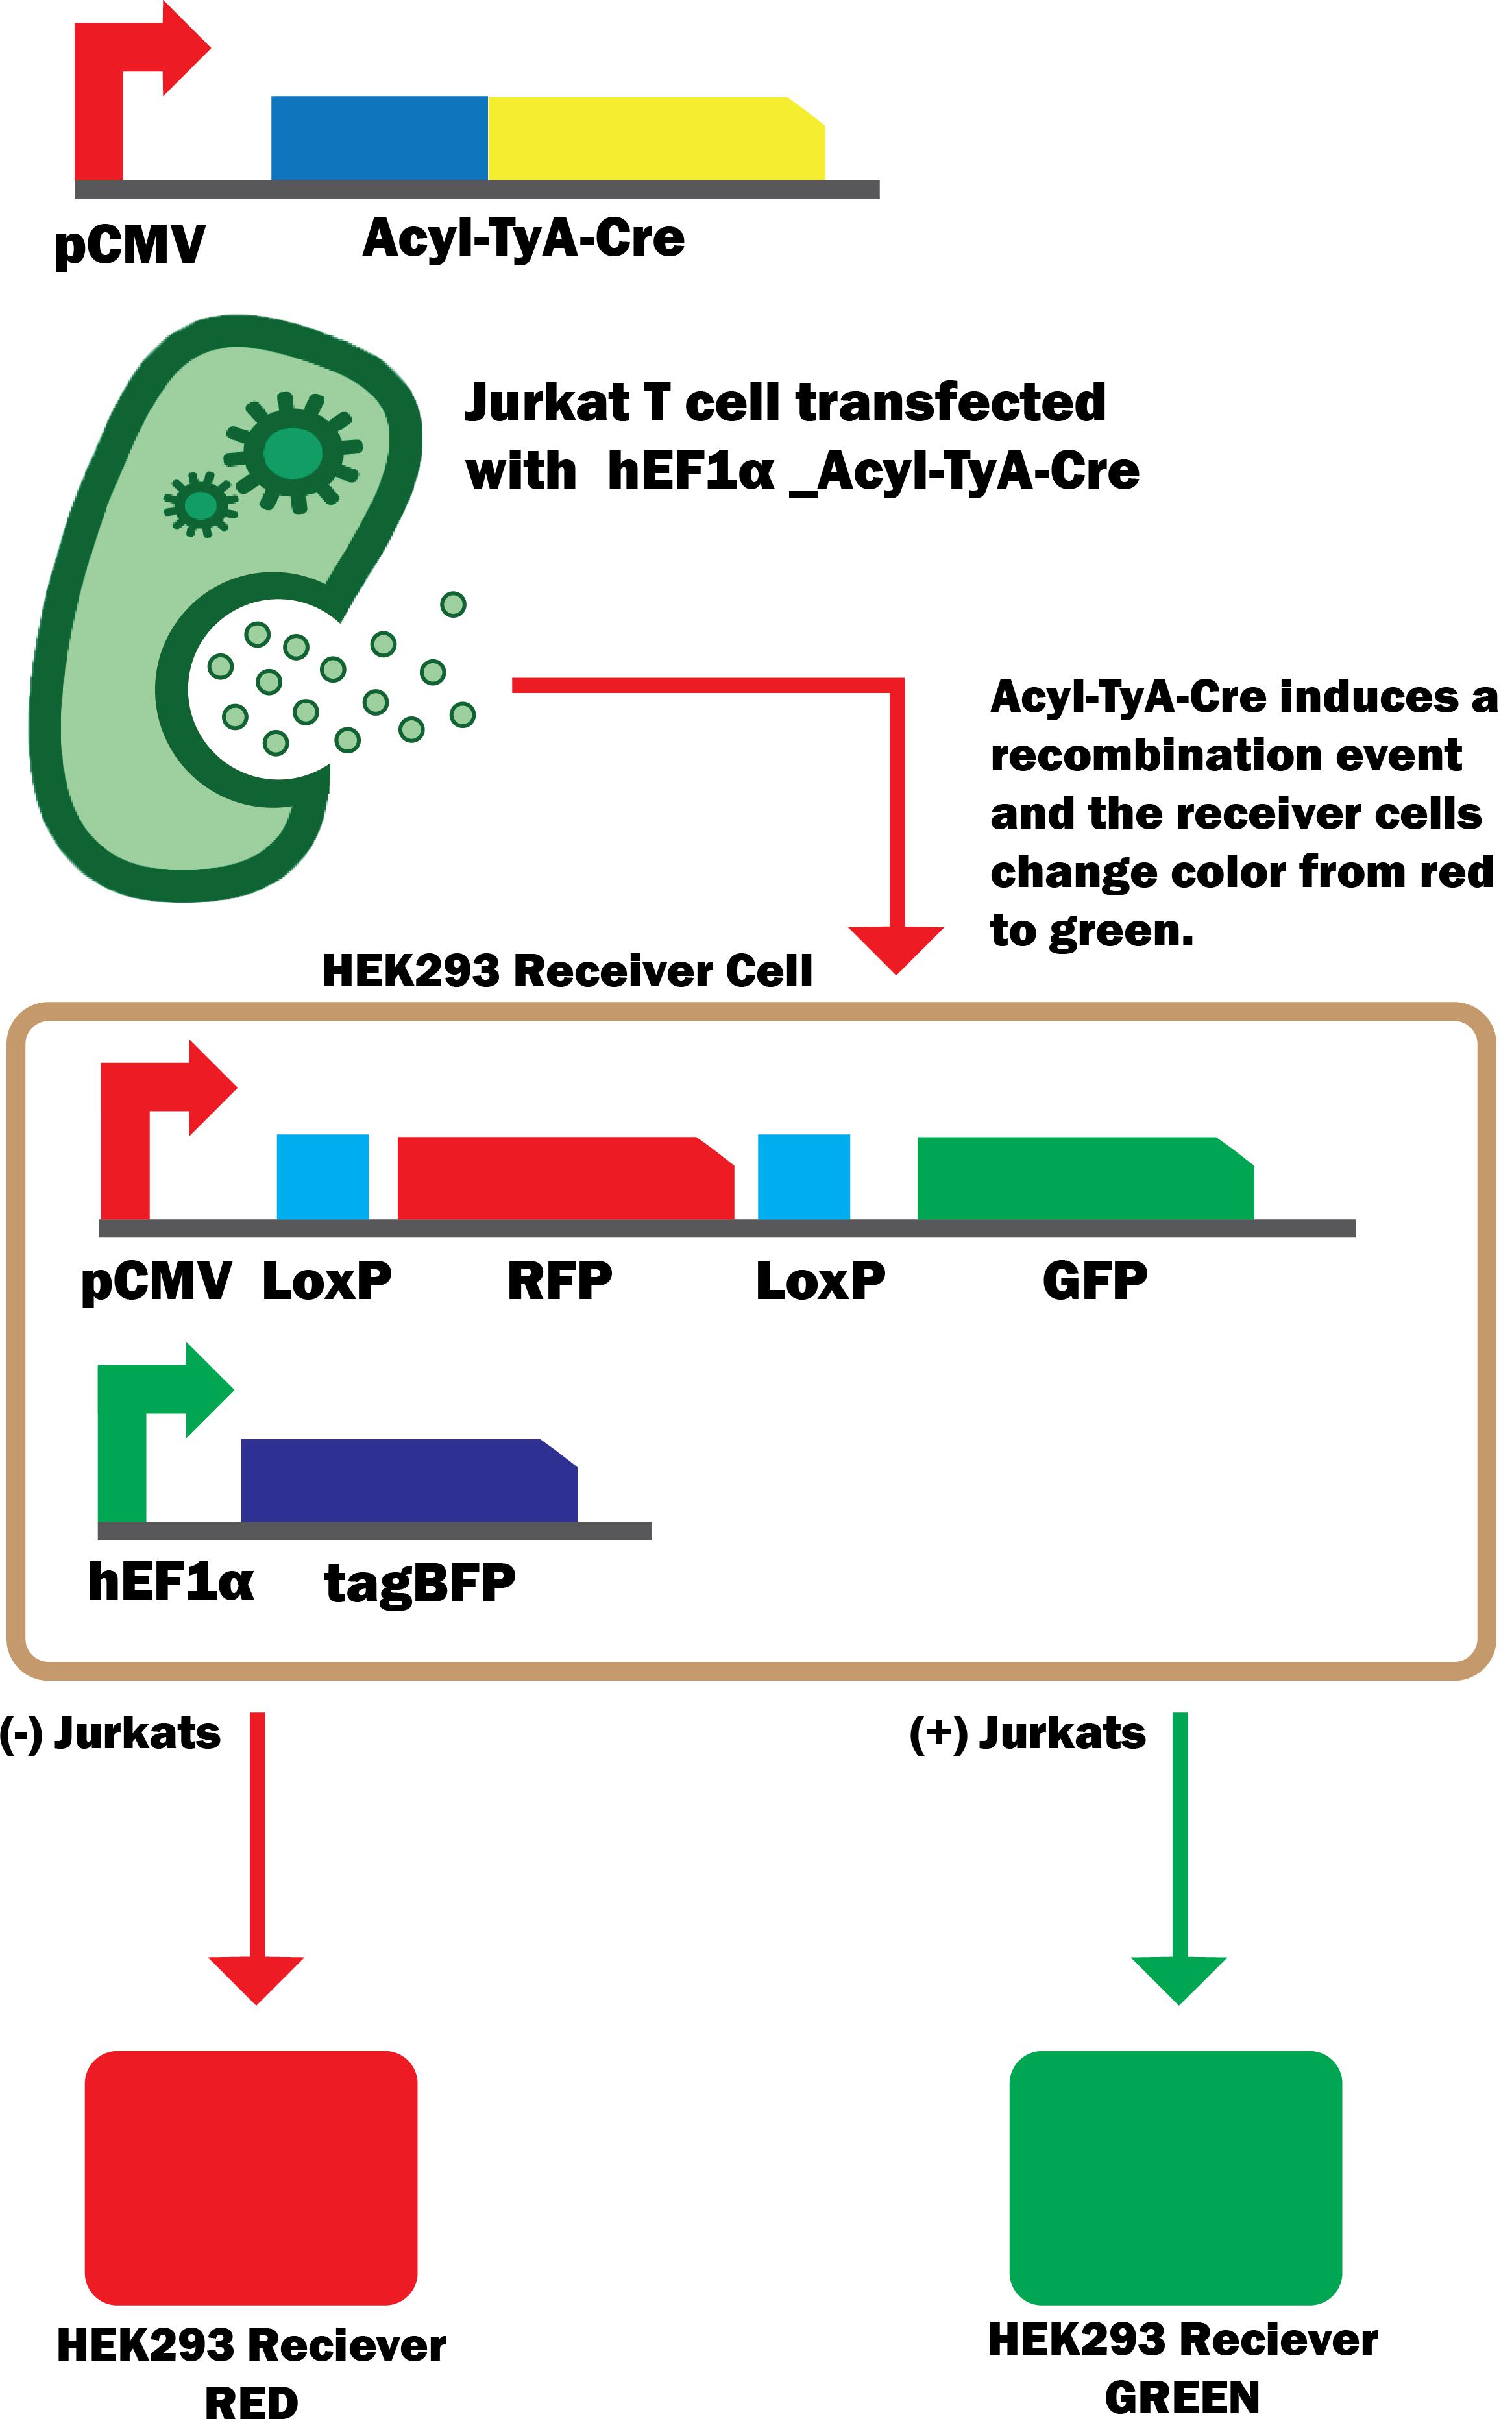 pCMV
Acyl-TyA-Cre
Jurkat T cell transfected
with hEF1α _Acyl-TyA-Cre
Acyl-TyA-Cre induces a
recombination event
and the receiver cells
change color from red
to green.
HEK293 Receiver Cell
pCMV LoxP RFP LoxP GFP
hEF1α tagBFP
(-) Jurkats
(+) Jurkats
HEK293 Reciever
RED
HEK293 Reciever
GREEN